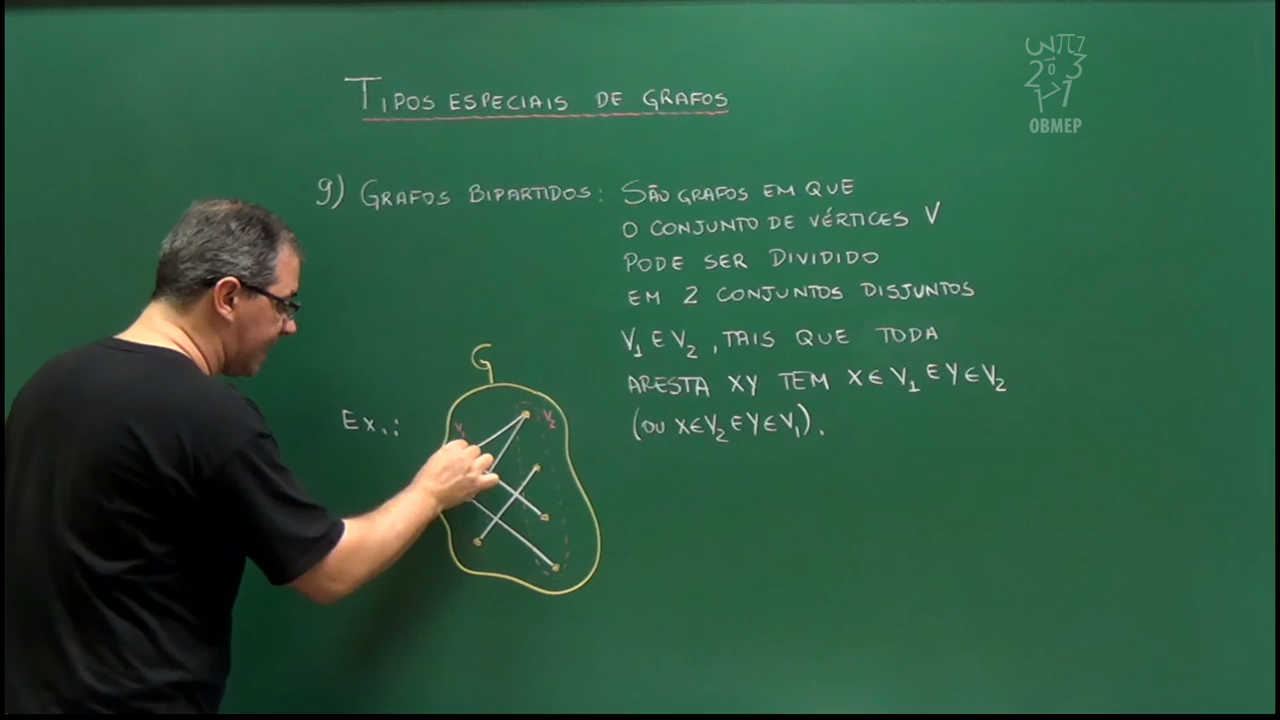 TIPOS ESPECIAIS DE GRAFOS
9) GRAFOS BIPARTIDOS: SÃO GRAFOS EM QUE
O CONJUNTO DE VÉRTICES V
PODE SER DIVIDIDO
EM 2 CONJUNTOS DISJUNTOS
V₁ E V₂, TAIS QUE TODA
ARESTA XY TEM X∈V₁ E Y∈V₂
(OU X∈V₂ E Y∈V₁).
Ex.:
G
V₁ V₂
OBMEP